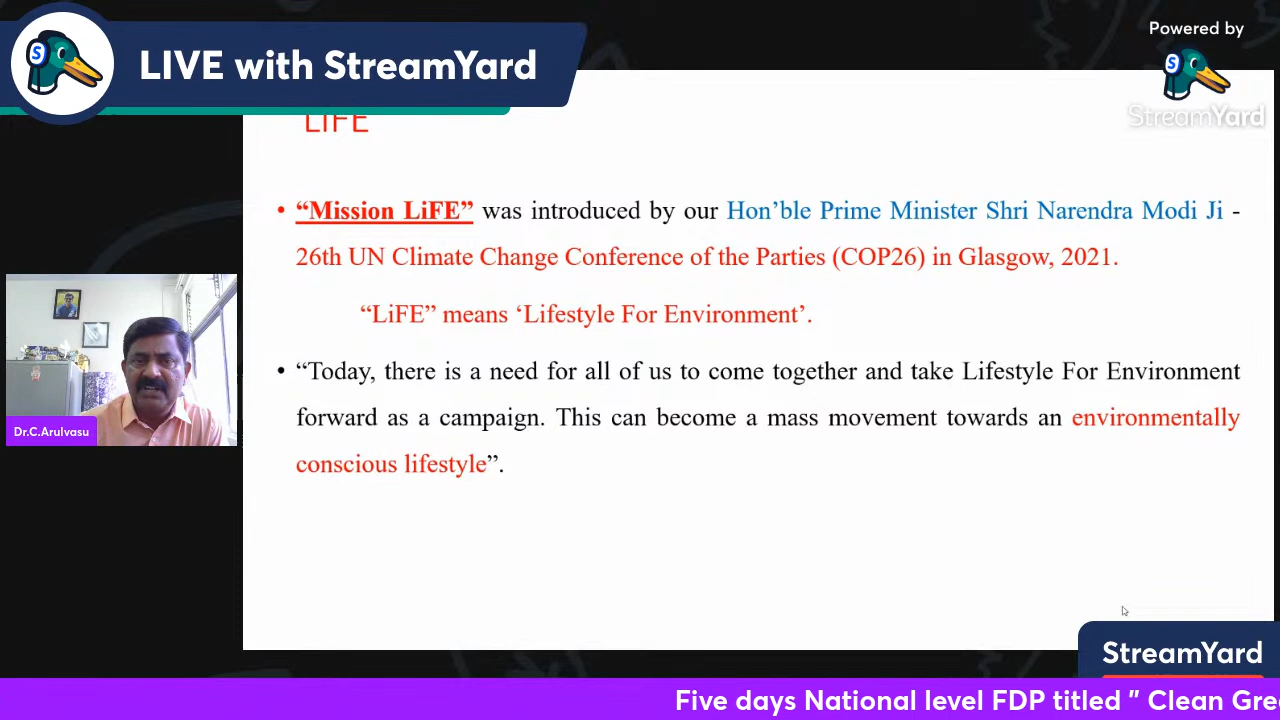 LIVE with StreamYard
Powered by
StreamYard
LIFE
• “Mission LiFE” was introduced by our Hon’ble Prime Minister Shri Narendra Modi Ji -
26th UN Climate Change Conference of the Parties (COP26) in Glasgow, 2021.
“LiFE” means ‘Lifestyle For Environment’.
• “Today, there is a need for all of us to come together and take Lifestyle For Environment
forward as a campaign. This can become a mass movement towards an environmentally
conscious lifestyle”.
Dr.C.Arulvasu
StreamYard
Five days National level FDP titled " Clean Gre